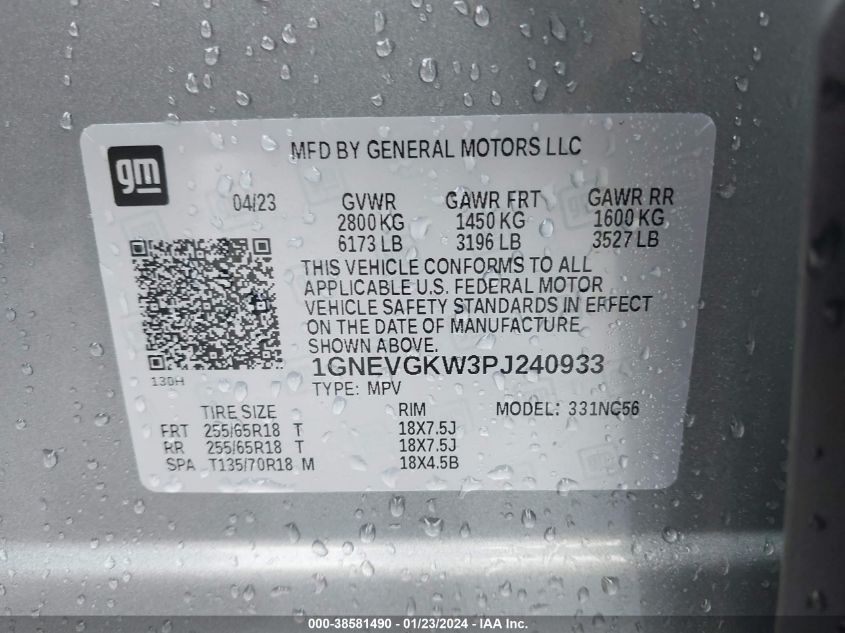 gm
MFD BY GENERAL MOTORS LLC
04/23
GVWR GAWR FRT GAWR RR
2800 KG 1450 KG 1600 KG
6173 LB 3196 LB 3527 LB
THIS VEHICLE CONFORMS TO ALL
APPLICABLE U.S. FEDERAL MOTOR
VEHICLE SAFETY STANDARDS IN EFFECT
ON THE DATE OF MANUFACTURE
SHOWN ABOVE.
1GNEVGKW3PJ240933
130H
TYPE: MPV
TIRE SIZE RIM MODEL: 331NC56
FRT 255/65R18 T 18X7.5J
RR 255/65R18 T 18X7.5J
SPA T135/70R18 M 18X4.5B
000-38581490 - 01/23/2024 - IAA Inc.